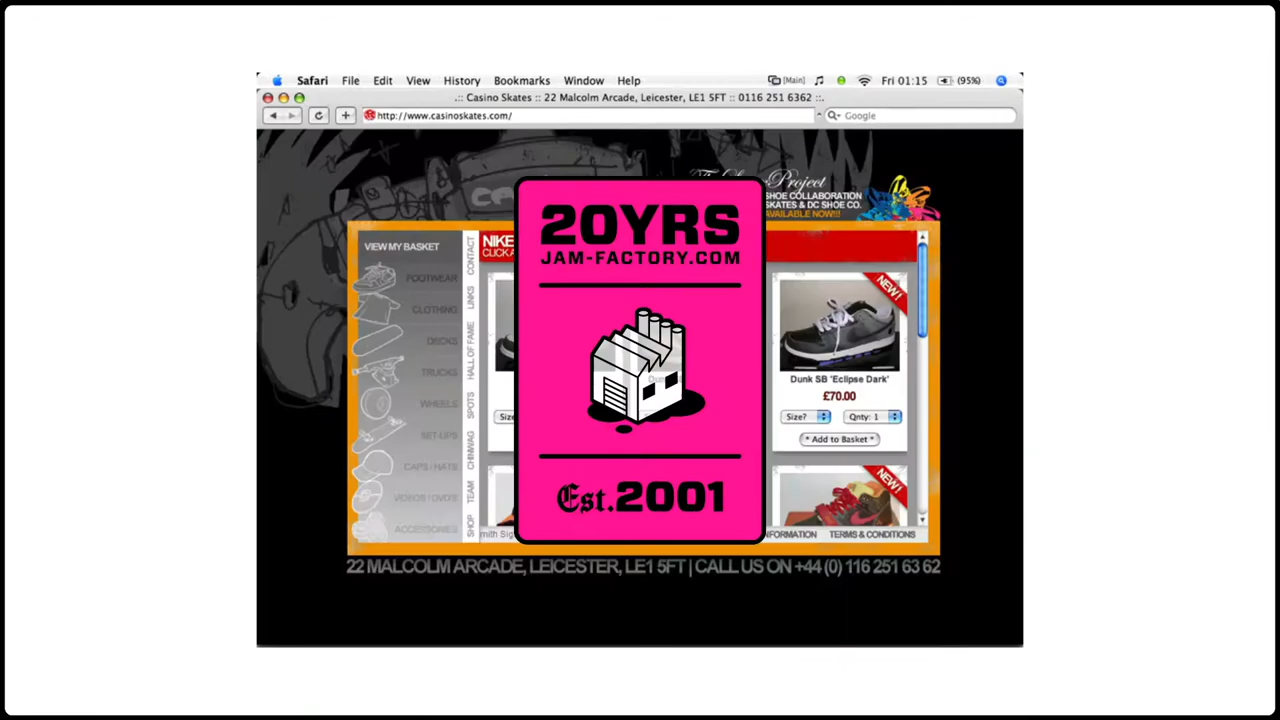 Safari File Edit View History Bookmarks Window Help [Main] Fri 01:15 (95%)
.:: Casino Skates :: 22 Malcolm Arcade, Leicester, LE1 5FT :: 0116 251 6362 ::.
http://www.casinoskates.com/ Google
Project
SHOE COLLABORATION
SKATES & DC SHOE CO.
AVAILABLE NOW!!!
VIEW MY BASKET
FOOTWEAR
CLOTHING
DECKS
TRUCKS
WHEELS
SET-UPS
CAPS | HATS
VIDEOS | DVD'S
ACCESSORIES
CONTACT
LINKS
HALL OF FAME
SPOTS
CHINWAG
TEAM
SHOP
NIKE
20YRS
JAM-FACTORY.COM
Est.2001
NEW!
Dunk SB 'Eclipse Dark'
£70.00
Size? Qnty: 1
* Add to Basket *
NEW!
TERMS & CONDITIONS
22 MALCOLM ARCADE, LEICESTER, LE1 5FT | CALL US ON +44 (0) 116 251 63 62